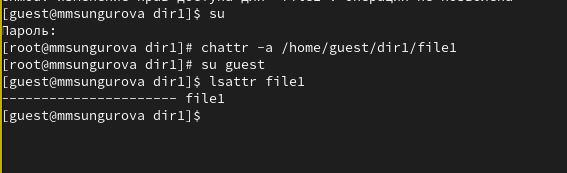 [guest@mmsungurova dir1]$ su
Пароль:
[root@mmsungurova dir1]# chattr -a /home/guest/dir1/file1
[root@mmsungurova dir1]# su guest
[guest@mmsungurova dir1]$ lsattr file1
---------------------- file1
[guest@mmsungurova dir1]$